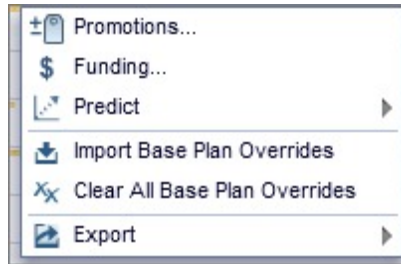 Promotions...
$ Funding...
Predict
Import Base Plan Overrides
Clear All Base Plan Overrides
Export